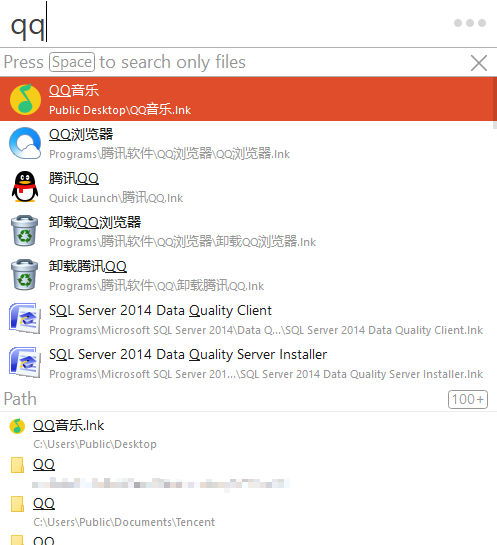 qq
Press Space to search only files
QQ音乐
Public Desktop\QQ音乐.lnk
QQ浏览器
Programs\腾讯软件\QQ浏览器\QQ浏览器.lnk
腾讯QQ
Quick Launch\腾讯QQ.lnk
卸载QQ浏览器
Programs\腾讯软件\QQ浏览器\卸载QQ浏览器.lnk
卸载腾讯QQ
Programs\腾讯软件\QQ\卸载腾讯QQ.lnk
SQL Server 2014 Data Quality Client
Programs\Microsoft SQL Server 2014\Data Q...\SQL Server 2014 Data Quality Client.lnk
SQL Server 2014 Data Quality Server Installer
Programs\Microsoft SQL Server 201...\SQL Server 2014 Data Quality Server Installer.lnk
Path 100+
QQ音乐.lnk
C:\Users\Public\Desktop
QQ
QQ
C:\Users\Public\Documents\Tencent
QQ